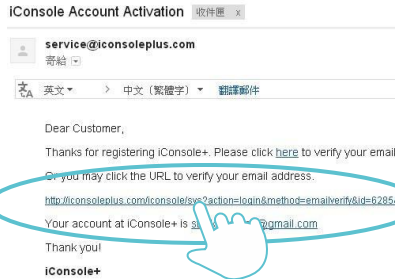 iConsole Account Activation 收件匣 x
service@iconsoleplus.com
寄給
英文 > 中文 (繁體字) 翻譯郵件
Dear Customer,
Thanks for registering iConsole+. Please click here to verify your email
Or you may click the URL to verify your email address.
http://iconsoleplus.com/iconsole/sys?action=login&method=emailverify&id=6285
Your account at iConsole+ is @gmail.com
Thank you!
iConsole+